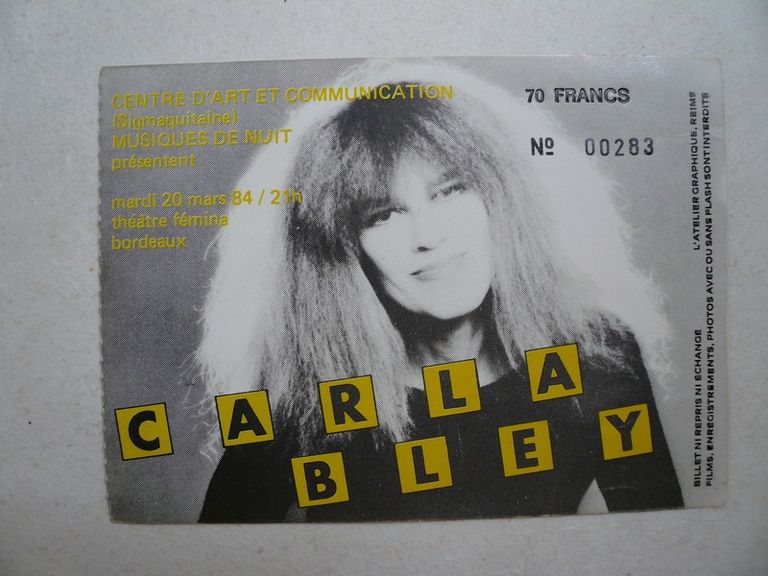 CENTRE D'ART ET COMMUNICATION
(Sigmaquitaine)
MUSIQUES DE NUIT
présentent
mardi 20 mars 84 / 21h
théâtre fémina
bordeaux
70 FRANCS
Nº 00283
CARLA
BLEY
BILLET NI REPRIS NI ÉCHANGÉ L'ATELIER GRAPHIQUE, REIMS
FILMS, ENREGISTREMENTS, PHOTOS AVEC OU SANS FLASH SONT INTERDITS